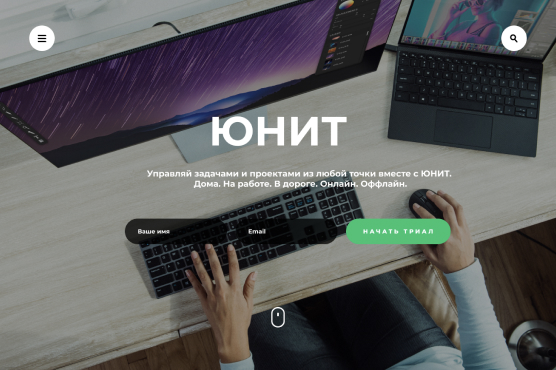 ЮНИТ
Управляй задачами и проектами из любой точки вместе с ЮНИТ.
Дома. На работе. В дороге. Онлайн. Оффлайн.
Ваше имя
Email
НАЧАТЬ ТРИАЛ